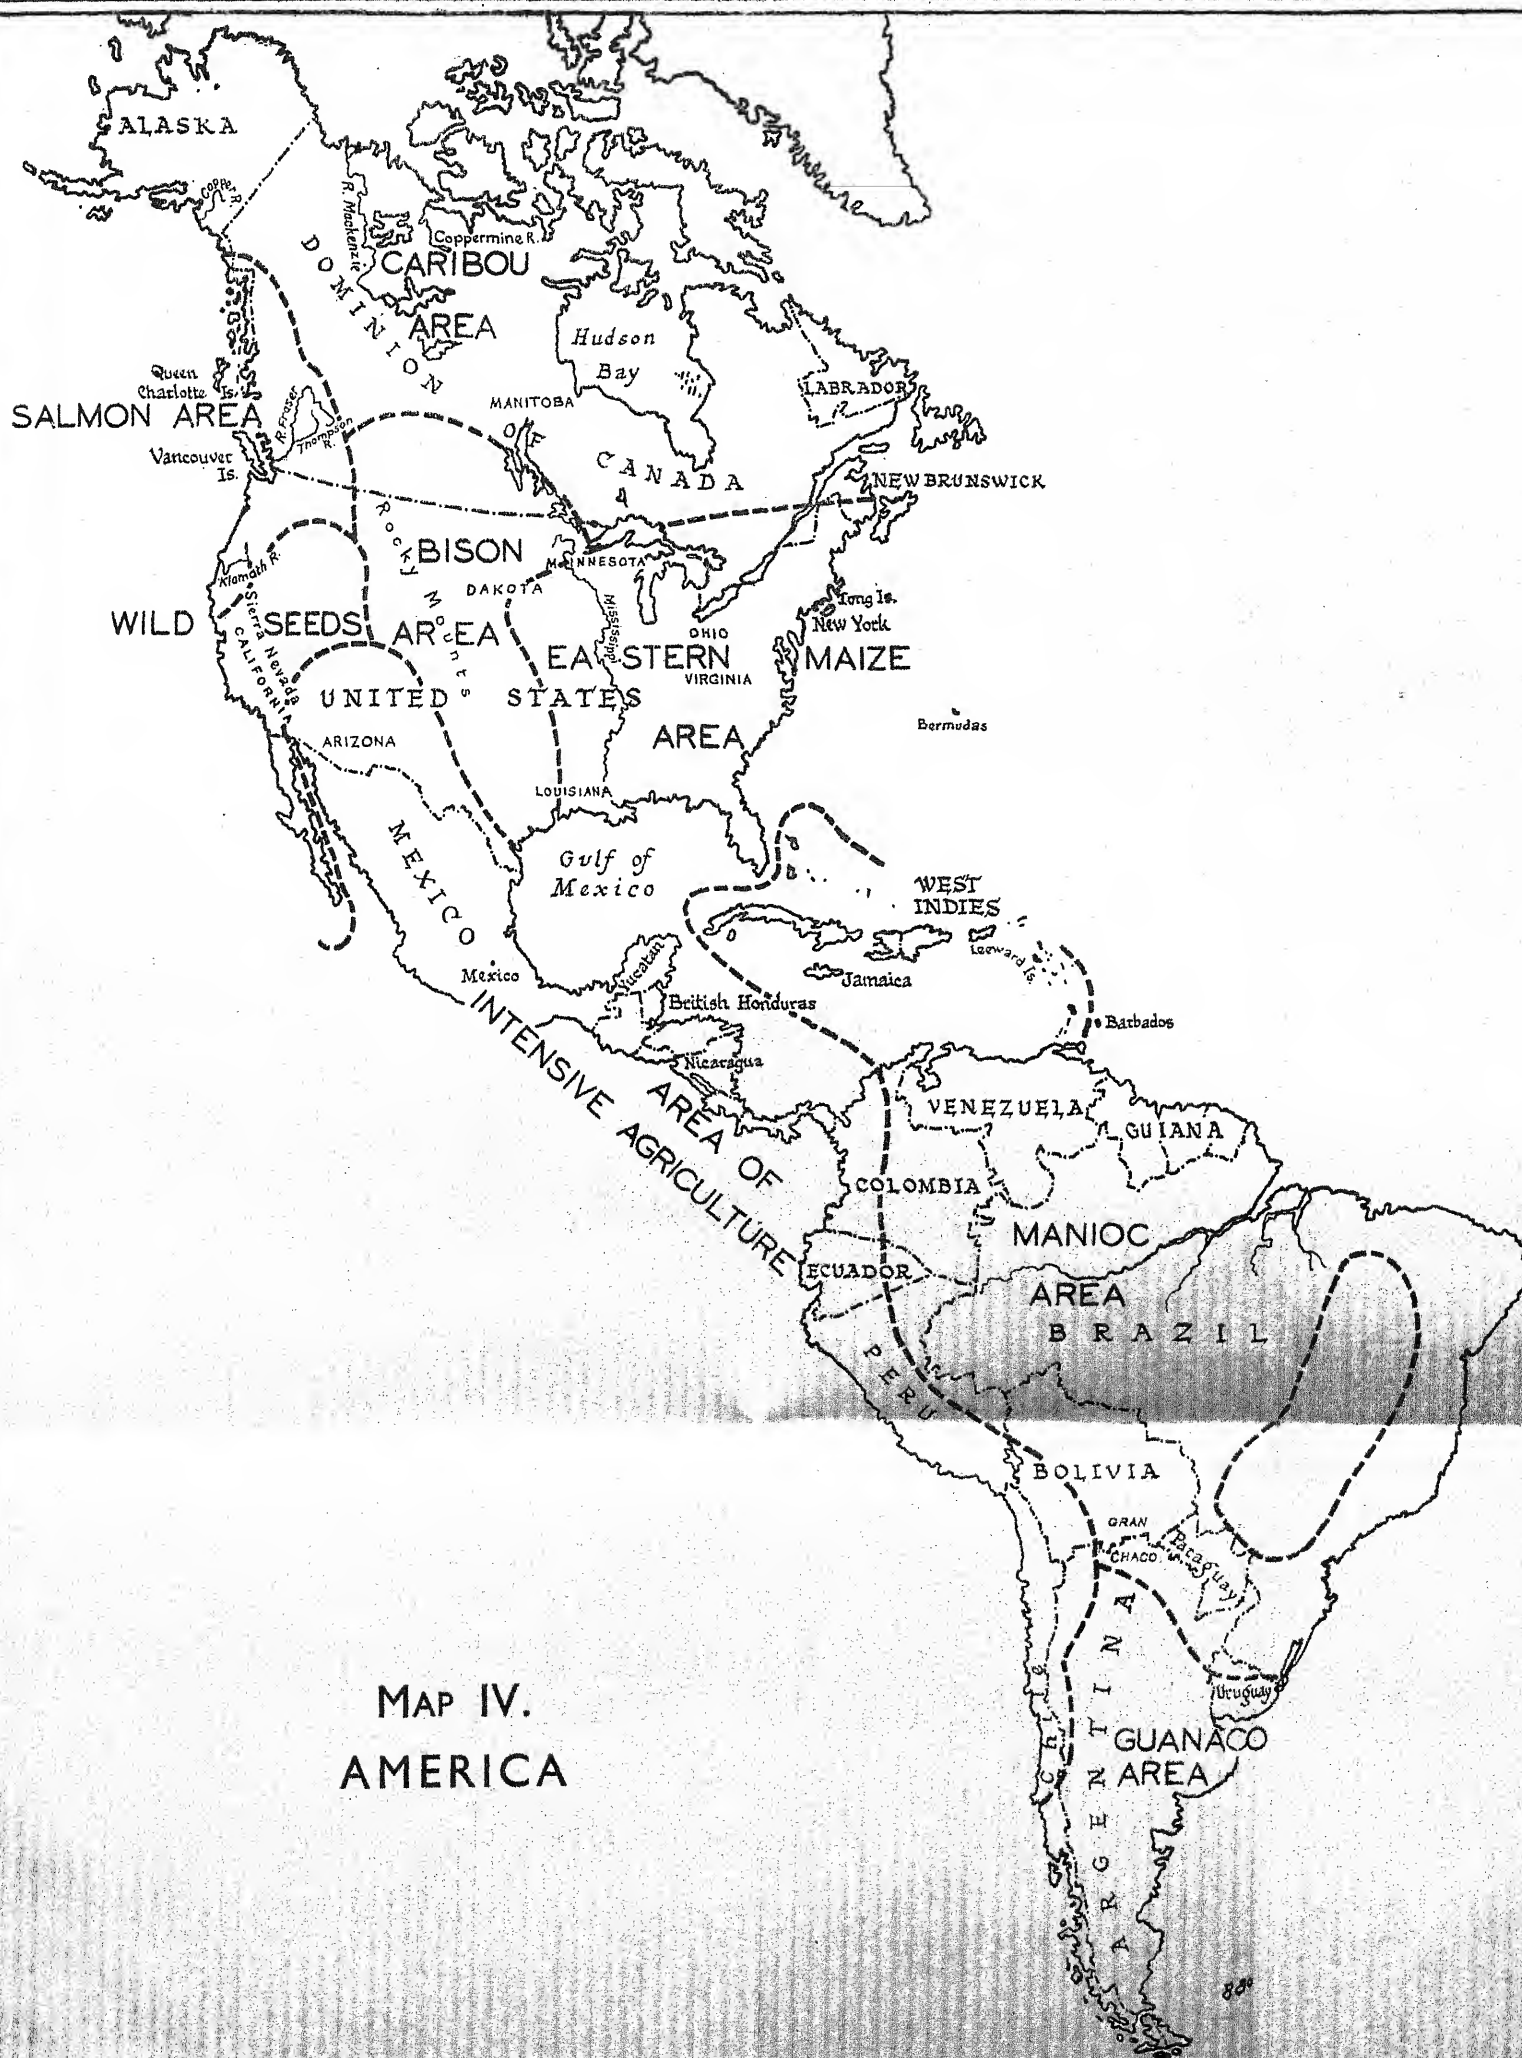 ALASKA
Copper R.
R. Mackenzie
Coppermine R.
DOMINION
OF
CANADA
CARIBOU
AREA
Hudson
Bay
LABRADOR
Queen
Charlotte Is.
SALMON AREA
R. Fraser
Thompson
R.
MANITOBA
Vancouver
Is.
NEW BRUNSWICK
Rocky Mounts
BISON
AREA
MINNESOTA
DAKOTA
Klamath R.
WILD SEEDS
Sierra Nevada
CALIFORNIA
Mississippi
Long Is.
New York
OHIO
EASTERN MAIZE
AREA
VIRGINIA
UNITED STATES
Bermudas
ARIZONA
LOUISIANA
MEXICO
Gulf of
Mexico
WEST
INDIES
Leeward Is.
Mexico
Yucatan
Jamaica
British Honduras
Barbados
Nicaragua
AREA OF
INTENSIVE AGRICULTURE
VENEZUELA
GUIANA
COLOMBIA
MANIOC
AREA
ECUADOR
BRAZIL
PERU
BOLIVIA
GRAN
CHACO
Paraguay
Chile
ARGENTINA
Uruguay
GUANACO
AREA
MAP IV.
AMERICA